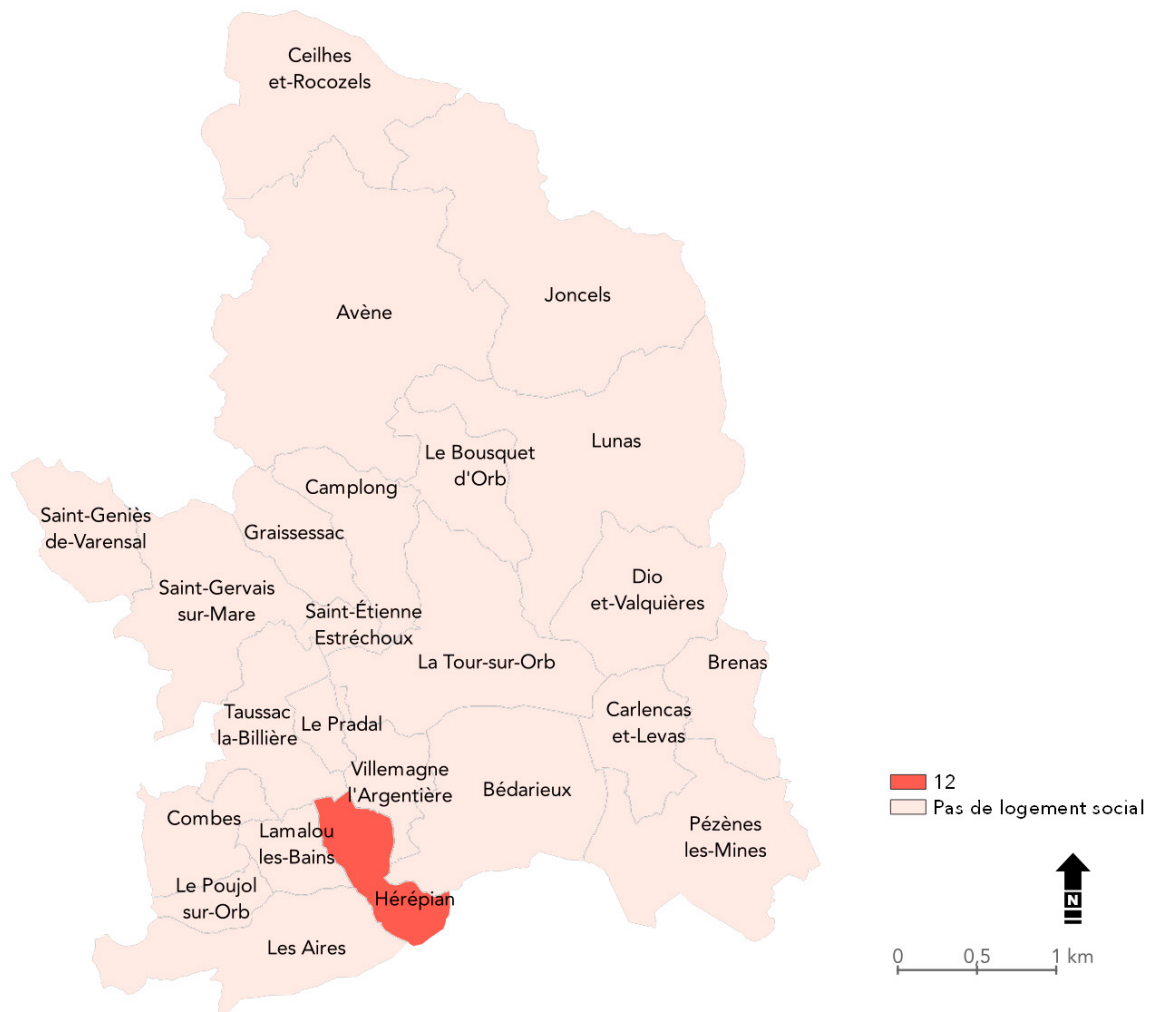 Ceilhes
et-Rocozels
Joncels
Avène
Lunas
Le Bousquet
d'Orb
Camplong
Saint-Geniès
de-Varensal
Graissessac
Dio
et-Valquières
Saint-Gervais
sur-Mare
Saint-Étienne
Estréchoux
La Tour-sur-Orb
Brenas
Taussac
la-Billière
Le Pradal
Carlencas
et-Levas
Villemagne
l'Argentière
Bédarieux
12
Pas de logement social
Combes
Lamalou
les-Bains
Pézènes
les-Mines
Le Poujol
sur-Orb
Hérépian
Les Aires
N
0 0,5 1 km